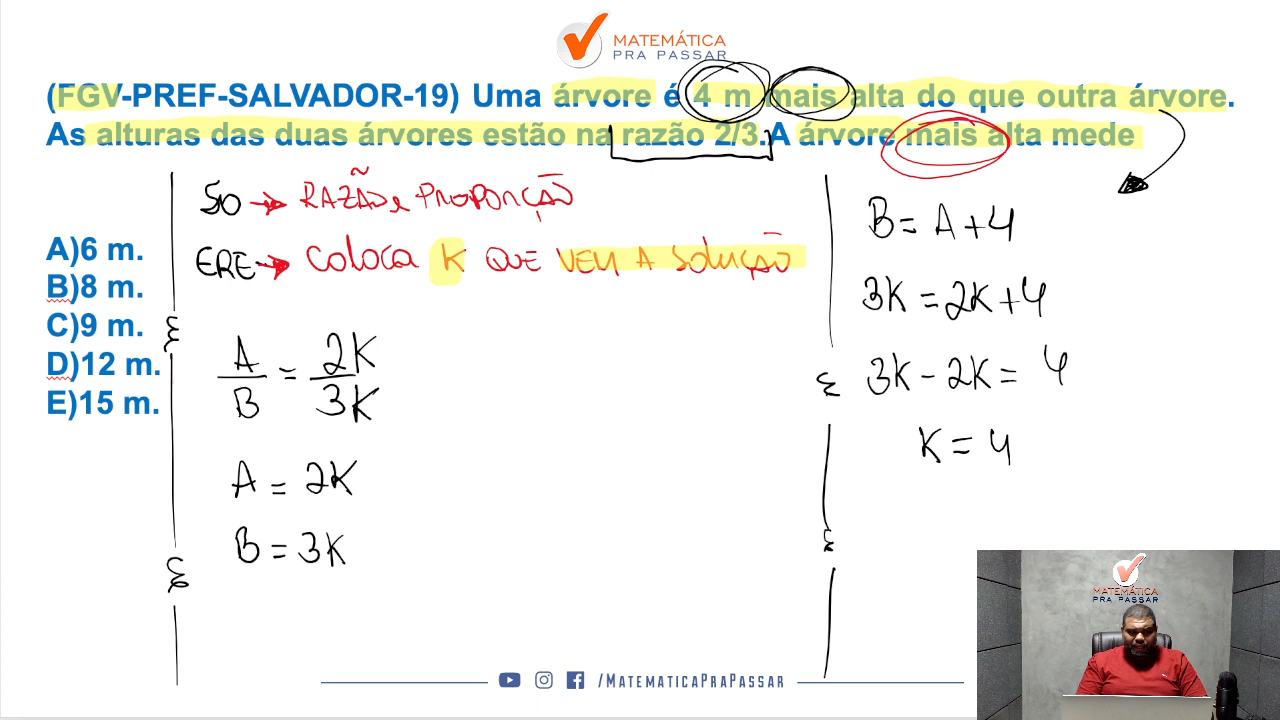 MATEMÁTICA
PRA PASSAR
(FGV-PREF-SALVADOR-19) Uma árvore é 4 m mais alta do que outra árvore.
As alturas das duas árvores estão na razão 2/3.A árvore mais alta mede
A)6 m.
B)8 m.
C)9 m.
D)12 m.
E)15 m.
RAZÃO e PROPORÇÃO
ERE → COLOCA K QUE VEM A SOLUÇÃO
A/B = 2K/3K
A = 2K
B = 3K
B = A + 4
3K = 2K + 4
3K - 2K = 4
K = 4
/MATEMATICAPRAPASSAR
MATEMÁTICA
PRA PASSAR